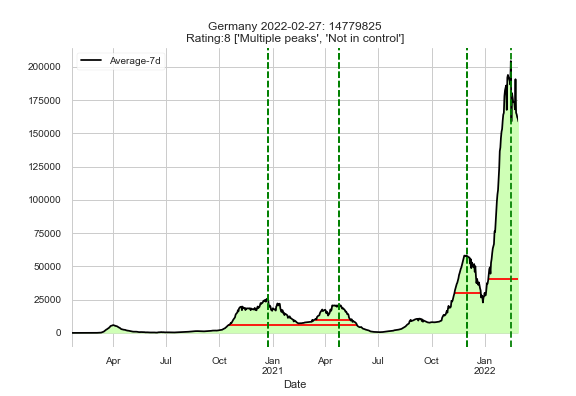 Germany 2022-02-27: 14779825
Rating:8 ['Multiple peaks', 'Not in control']
Average-7d
200000
175000
150000
125000
100000
75000
50000
25000
0
Apr
Jul
Oct
Jan
2021
Apr
Jul
Oct
Jan
2022
Date